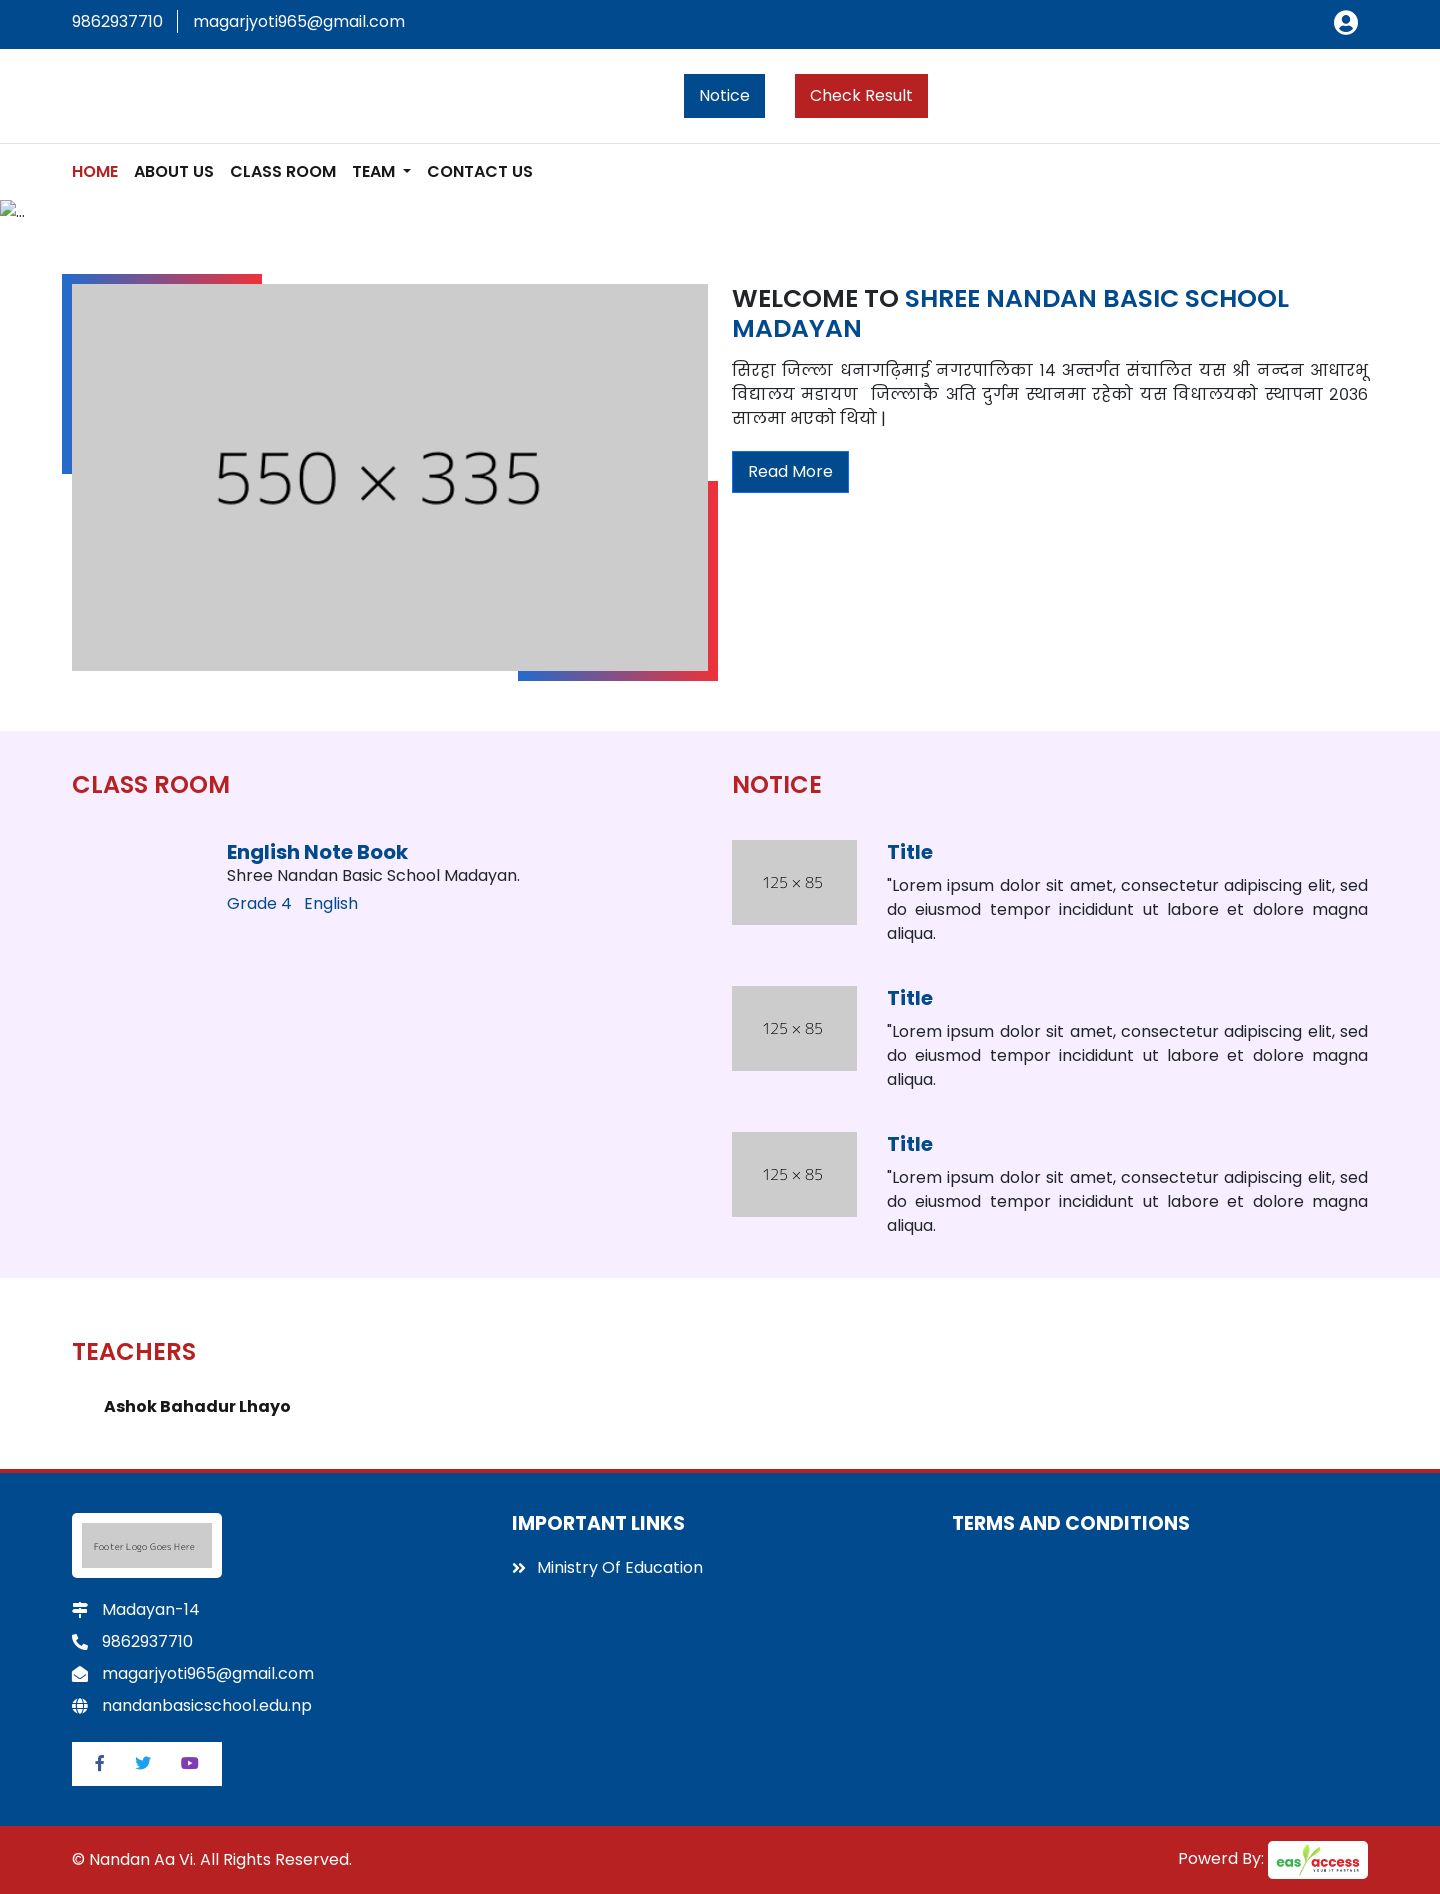 9862937710
magarjyoti965@gmail.com
Notice
Check Result
HOME
ABOUT US
CLASS ROOM
TEAM
CONTACT US
...
550 × 335
WELCOME TO SHREE NANDAN BASIC SCHOOL
MADAYAN
सिरहा जिल्ला धनागढ़िमाई नगरपालिका १४ अन्तर्गत संचालित यस श्री नन्दन आधारभू
विद्यालय मडायण जिल्लाकै अति दुर्गम स्थानमा रहेको यस विधालयको स्थापना २०३६
सालमा भएको थियो |
Read More
CLASS ROOM
English Note Book
Shree Nandan Basic School Madayan.
Grade 4 English
NOTICE
125 × 85
Title
"Lorem ipsum dolor sit amet, consectetur adipiscing elit, sed
do eiusmod tempor incididunt ut labore et dolore magna
aliqua.
125 × 85
Title
"Lorem ipsum dolor sit amet, consectetur adipiscing elit, sed
do eiusmod tempor incididunt ut labore et dolore magna
aliqua.
125 × 85
Title
"Lorem ipsum dolor sit amet, consectetur adipiscing elit, sed
do eiusmod tempor incididunt ut labore et dolore magna
aliqua.
TEACHERS
Ashok Bahadur Lhayo
Footer Logo Goes Here
Madayan-14
9862937710
magarjyoti965@gmail.com
nandanbasicschool.edu.np
IMPORTANT LINKS
Ministry Of Education
TERMS AND CONDITIONS
© Nandan Aa Vi. All Rights Reserved.
Powerd By:
easy access
YOUR IT PARTNER